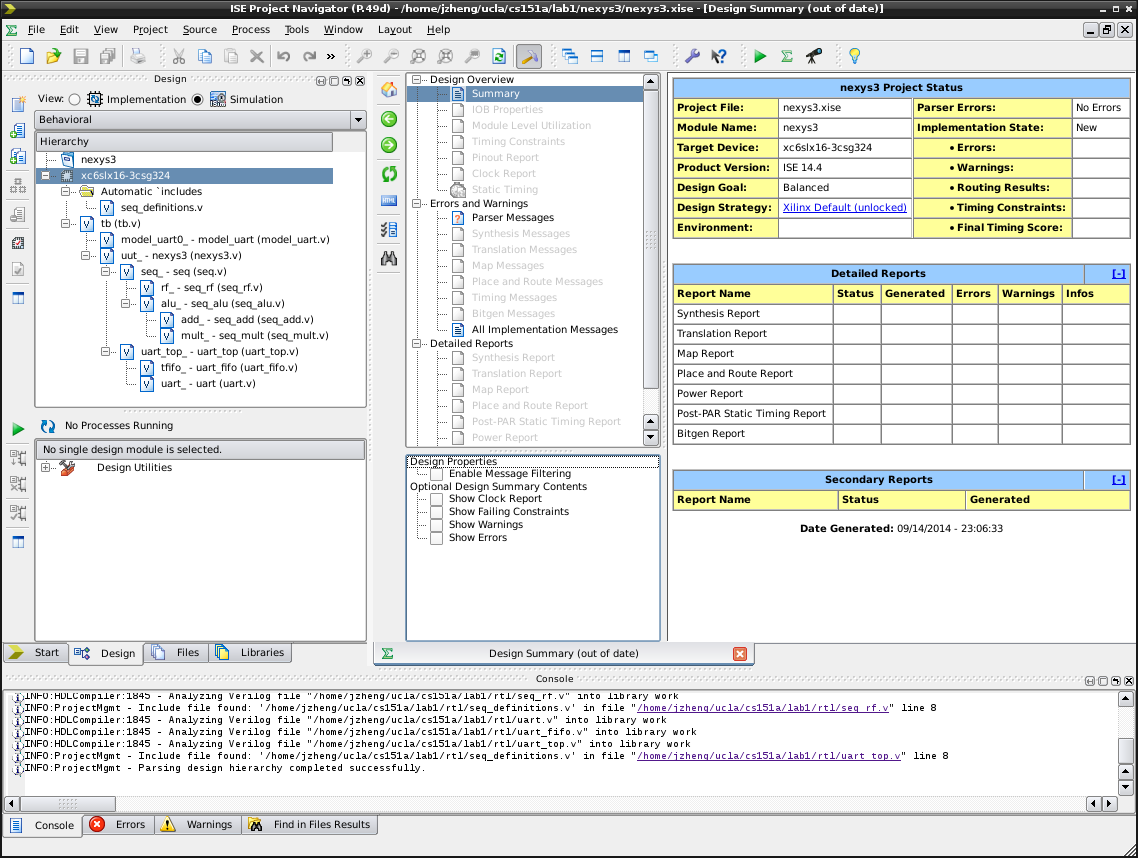 ISE Project Navigator (P.49d) - /home/jzheng/ucla/cs151a/lab1/nexys3/nexys3.xise - [Design Summary (out of date)]
File Edit View Project Source Process Tools Window Layout Help
Design
View: Implementation Simulation
Behavioral
Hierarchy
nexys3
xc6slx16-3csg324
Automatic `includes
seq_definitions.v
tb (tb.v)
model_uart0_ - model_uart (model_uart.v)
uut_ - nexys3 (nexys3.v)
seq_ - seq (seq.v)
rf_ - seq_rf (seq_rf.v)
alu_ - seq_alu (seq_alu.v)
add_ - seq_add (seq_add.v)
mult_ - seq_mult (seq_mult.v)
uart_top_ - uart_top (uart_top.v)
tfifo_ - uart_fifo (uart_fifo.v)
uart_ - uart (uart.v)
No Processes Running
No single design module is selected.
Design Utilities
Start Design Files Libraries
Design Overview
Summary
IOB Properties
Module Level Utilization
Timing Constraints
Pinout Report
Clock Report
Static Timing
Errors and Warnings
Parser Messages
Synthesis Messages
Translation Messages
Map Messages
Place and Route Messages
Timing Messages
Bitgen Messages
All Implementation Messages
Detailed Reports
Synthesis Report
Translation Report
Map Report
Place and Route Report
Post-PAR Static Timing Report
Power Report
Design Properties
Enable Message Filtering
Optional Design Summary Contents
Show Clock Report
Show Failing Constraints
Show Warnings
Show Errors
Design Summary (out of date)
nexys3 Project Status
Project File: nexys3.xise Parser Errors: No Errors
Module Name: nexys3 Implementation State: New
Target Device: xc6slx16-3csg324 • Errors:
Product Version: ISE 14.4 • Warnings:
Design Goal: Balanced • Routing Results:
Design Strategy: Xilinx Default (unlocked) • Timing Constraints:
Environment: • Final Timing Score:
Detailed Reports [-]
Report Name Status Generated Errors Warnings Infos
Synthesis Report
Translation Report
Map Report
Place and Route Report
Power Report
Post-PAR Static Timing Report
Bitgen Report
Secondary Reports [-]
Report Name Status Generated
Date Generated: 09/14/2014 - 23:06:33
Console
INFO:HDLCompiler:1845 - Analyzing Verilog file "/home/jzheng/ucla/cs151a/lab1/rtl/seq_rf.v" into library work
INFO:ProjectMgmt - Include file found: '/home/jzheng/ucla/cs151a/lab1/rtl/seq_definitions.v' in file "/home/jzheng/ucla/cs151a/lab1/rtl/seq_rf.v" line 8
INFO:HDLCompiler:1845 - Analyzing Verilog file "/home/jzheng/ucla/cs151a/lab1/rtl/uart.v" into library work
INFO:HDLCompiler:1845 - Analyzing Verilog file "/home/jzheng/ucla/cs151a/lab1/rtl/uart_fifo.v" into library work
INFO:HDLCompiler:1845 - Analyzing Verilog file "/home/jzheng/ucla/cs151a/lab1/rtl/uart_top.v" into library work
INFO:ProjectMgmt - Include file found: '/home/jzheng/ucla/cs151a/lab1/rtl/seq_definitions.v' in file "/home/jzheng/ucla/cs151a/lab1/rtl/uart_top.v" line 8
INFO:ProjectMgmt - Parsing design hierarchy completed successfully.
Console Errors Warnings Find in Files Results